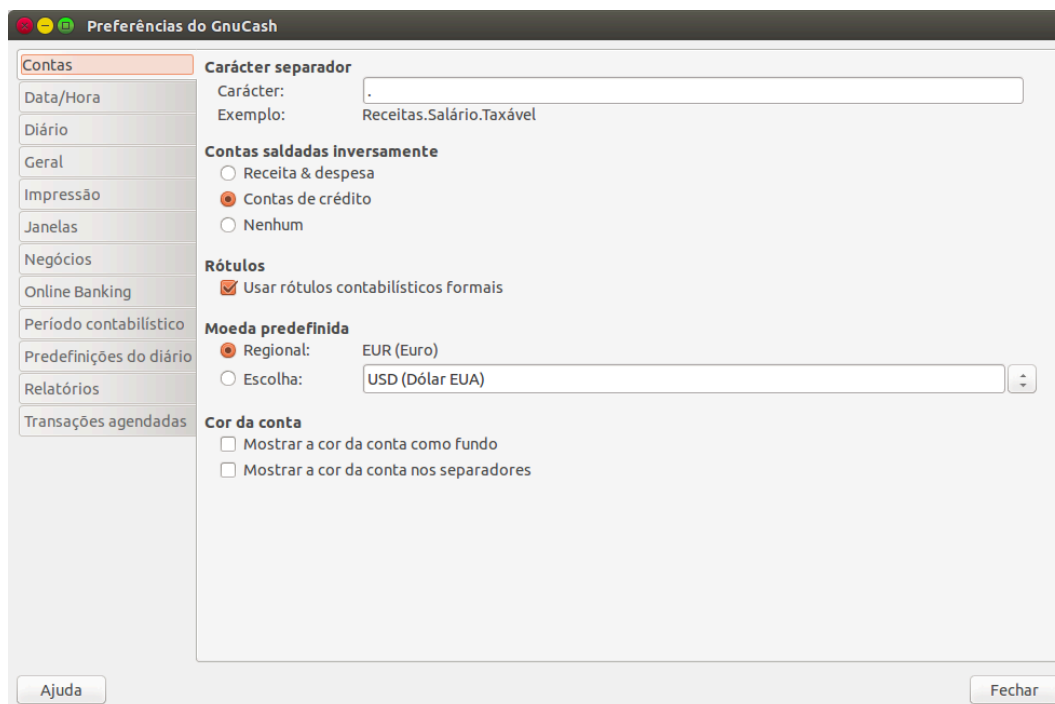 Preferências do GnuCash
Contas
Data/Hora
Diário
Geral
Impressão
Janelas
Negócios
Online Banking
Período contabilístico
Predefinições do diário
Relatórios
Transações agendadas
Carácter separador
Carácter: .
Exemplo: Receitas.Salário.Taxável
Contas saldadas inversamente
Receita & despesa
Contas de crédito
Nenhum
Rótulos
Usar rótulos contabilísticos formais
Moeda predefinida
Regional: EUR (Euro)
Escolha: USD (Dólar EUA)
Cor da conta
Mostrar a cor da conta como fundo
Mostrar a cor da conta nos separadores
Ajuda
Fechar